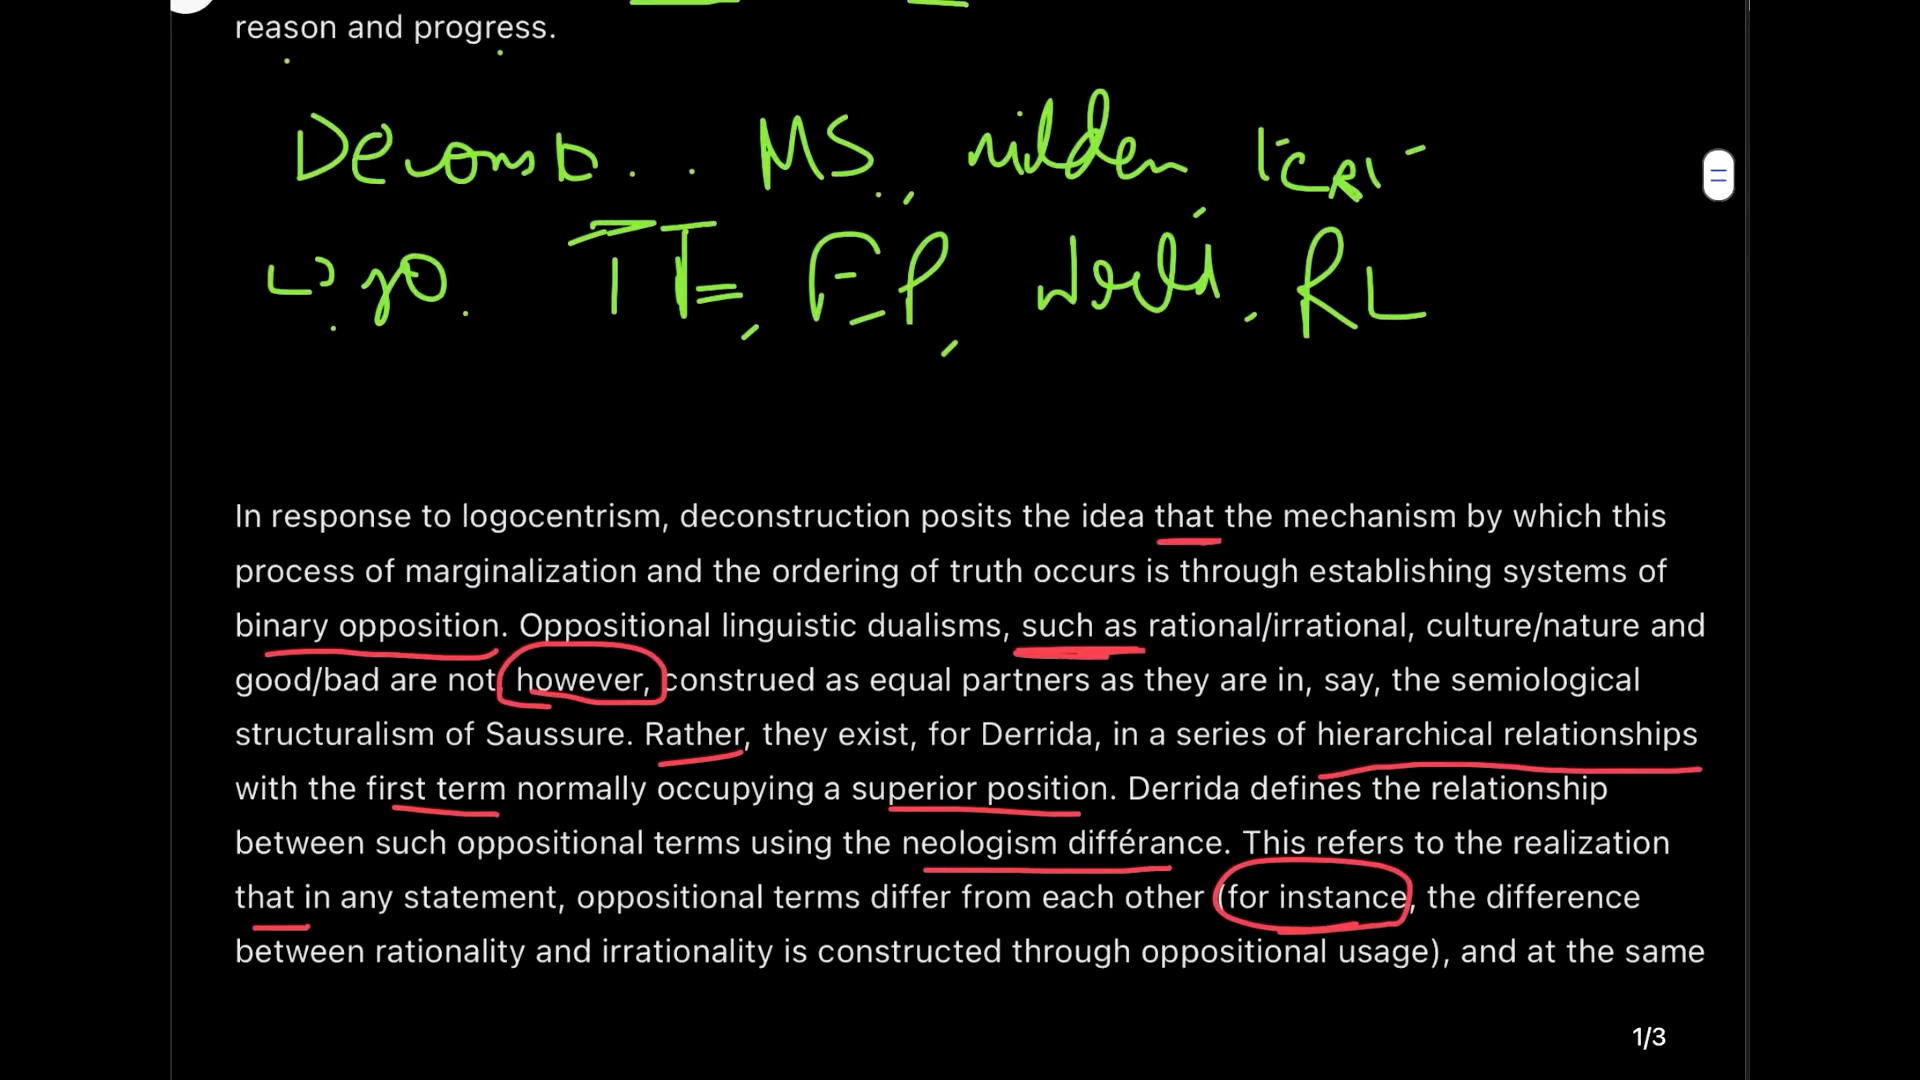 reason and progress.
Deconst.. MS, hidden
TT, EP, world, RL
In response to logocentrism, deconstruction posits the idea that the mechanism by which this
process of marginalization and the ordering of truth occurs is through establishing systems of
binary opposition. Oppositional linguistic dualisms, such as rational/irrational, culture/nature and
good/bad are not, however, construed as equal partners as they are in, say, the semiological
structuralism of Saussure. Rather, they exist, for Derrida, in a series of hierarchical relationships
with the first term normally occupying a superior position. Derrida defines the relationship
between such oppositional terms using the neologism différance. This refers to the realization
that in any statement, oppositional terms differ from each other (for instance, the difference
between rationality and irrationality is constructed through oppositional usage), and at the same
1/3